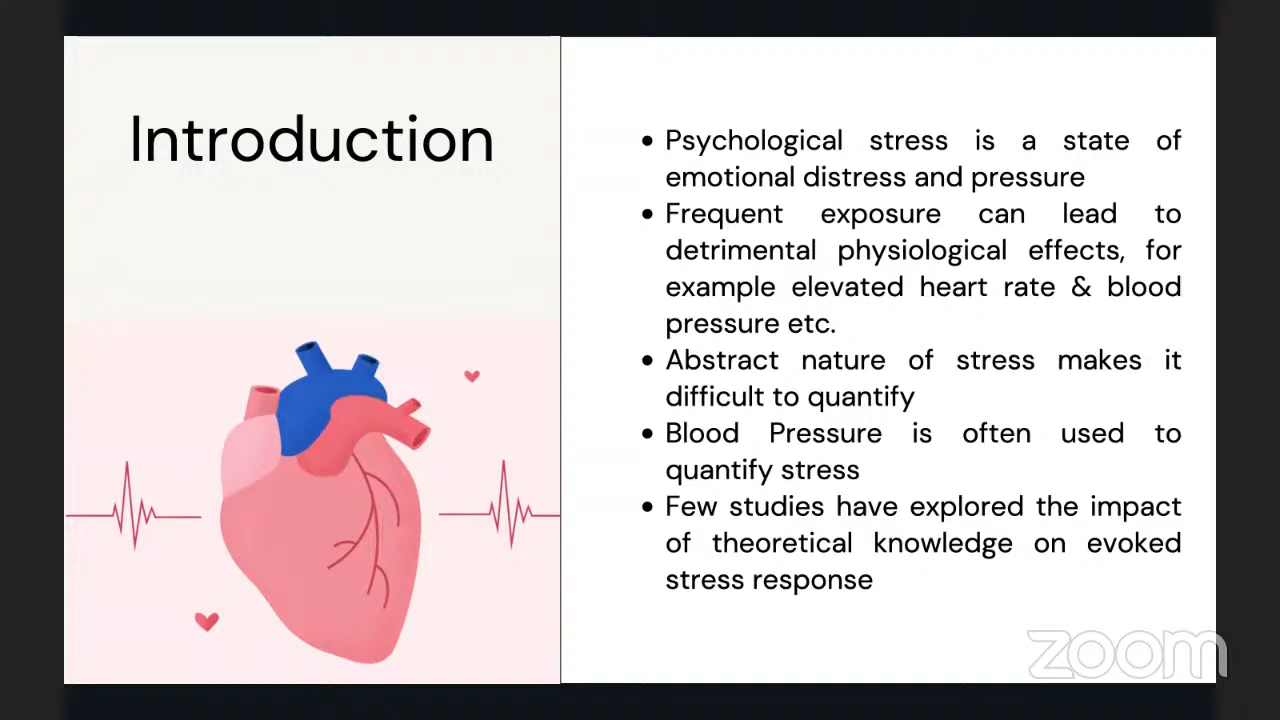 Introduction
• Psychological stress is a state of
emotional distress and pressure
• Frequent exposure can lead to
detrimental physiological effects, for
example elevated heart rate & blood
pressure etc.
• Abstract nature of stress makes it
difficult to quantify
• Blood Pressure is often used to
quantify stress
• Few studies have explored the impact
of theoretical knowledge on evoked
stress response
zoom